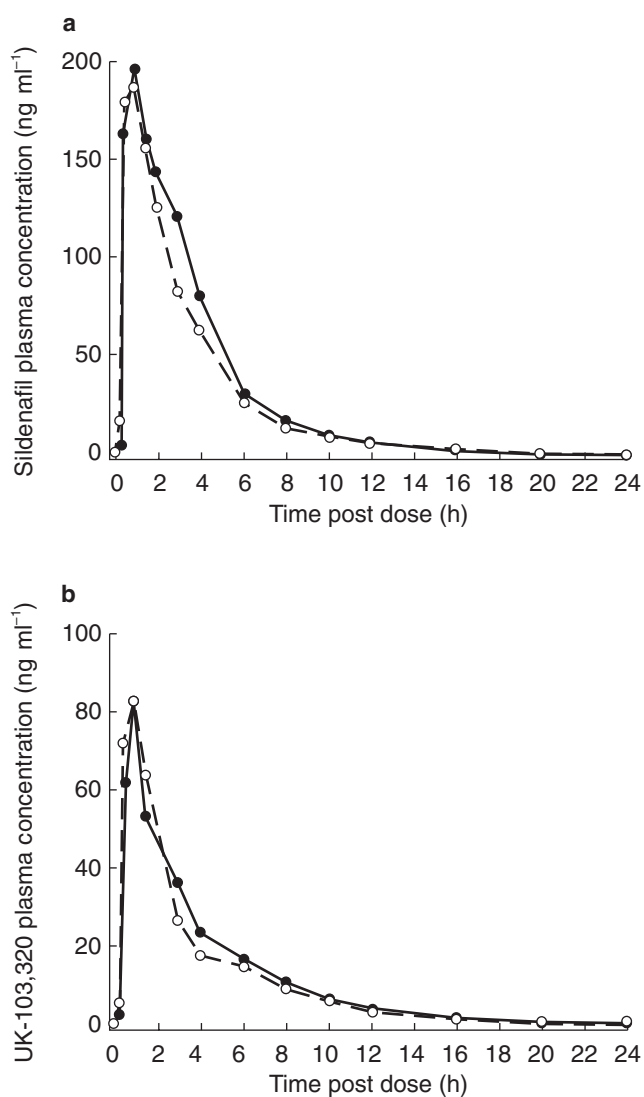 a
Sildenafil plasma concentration (ng ml⁻¹)
200
150
100
50
0
0 2 4 6 8 10 12 14 16 18 20 22 24
Time post dose (h)
b
UK-103,320 plasma concentration (ng ml⁻¹)
100
80
60
40
20
0
0 2 4 6 8 10 12 14 16 18 20 22 24
Time post dose (h)